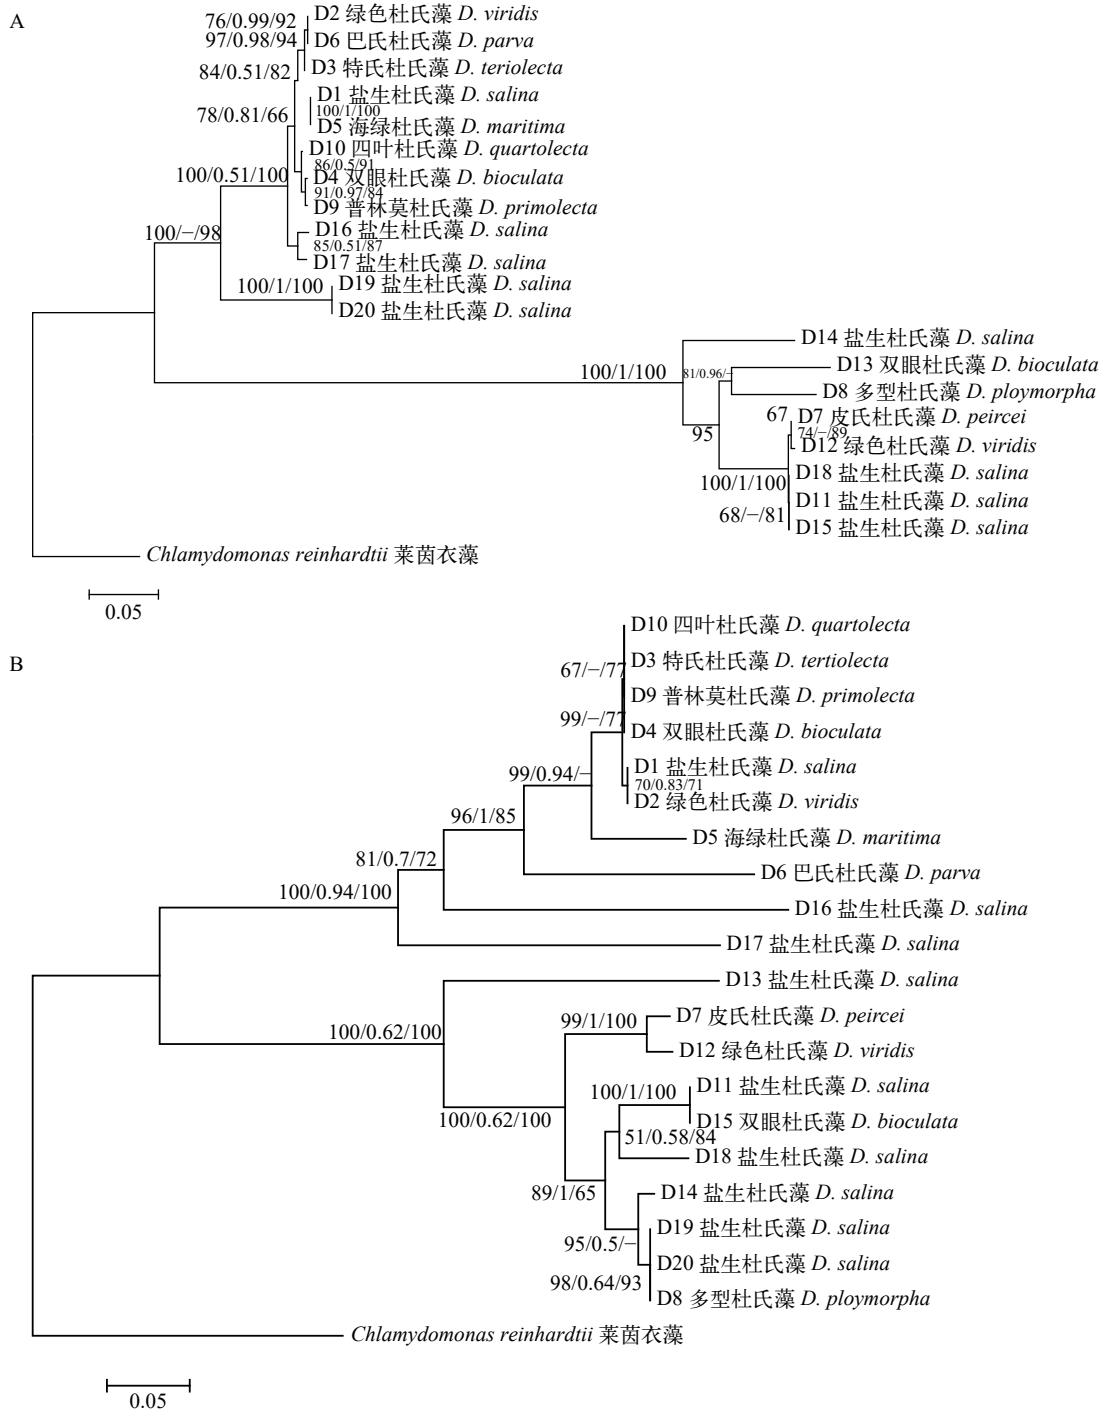 A
76/0.99/92
D2 绿色杜氏藻 D. viridis
97/0.98/94
D6 巴氏杜氏藻 D. parva
84/0.51/82
D3 特氏杜氏藻 D. teriolecta
78/0.81/66
D1 盐生杜氏藻 D. salina
100/1/100
D5 海绿杜氏藻 D. maritima
D10 四叶杜氏藻 D. quartolecta
86/0.5/91
100/0.51/100
D4 双眼杜氏藻 D. bioculata
91/0.97/84
D9 普林莫杜氏藻 D. primolecta
100/−/98
D16 盐生杜氏藻 D. salina
85/0.51/87
D17 盐生杜氏藻 D. salina
100/1/100
D19 盐生杜氏藻 D. salina
D20 盐生杜氏藻 D. salina
D14 盐生杜氏藻 D. salina
100/1/100
81/0.96/−
D13 双眼杜氏藻 D. bioculata
D8 多型杜氏藻 D. ploymorpha
67
D7 皮氏杜氏藻 D. peircei
95
74/−/89
D12 绿色杜氏藻 D. viridis
D18 盐生杜氏藻 D. salina
100/1/100
D11 盐生杜氏藻 D. salina
68/−/81
D15 盐生杜氏藻 D. salina
Chlamydomonas reinhardtii 莱茵衣藻
0.05
B
D10 四叶杜氏藻 D. quartolecta
67/−/77
D3 特氏杜氏藻 D. tertiolecta
D9 普林莫杜氏藻 D. primolecta
99/−/77
D4 双眼杜氏藻 D. bioculata
99/0.94/−
D1 盐生杜氏藻 D. salina
70/0.83/71
D2 绿色杜氏藻 D. viridis
96/1/85
D5 海绿杜氏藻 D. maritima
81/0.7/72
D6 巴氏杜氏藻 D. parva
100/0.94/100
D16 盐生杜氏藻 D. salina
D17 盐生杜氏藻 D. salina
D13 盐生杜氏藻 D. salina
100/0.62/100
99/1/100
D7 皮氏杜氏藻 D. peircei
D12 绿色杜氏藻 D. viridis
100/1/100
D11 盐生杜氏藻 D. salina
100/0.62/100
D15 双眼杜氏藻 D. bioculata
51/0.58/84
D18 盐生杜氏藻 D. salina
89/1/65
D14 盐生杜氏藻 D. salina
D19 盐生杜氏藻 D. salina
95/0.5/−
D20 盐生杜氏藻 D. salina
98/0.64/93
D8 多型杜氏藻 D. ploymorpha
Chlamydomonas reinhardtii 莱茵衣藻
0.05